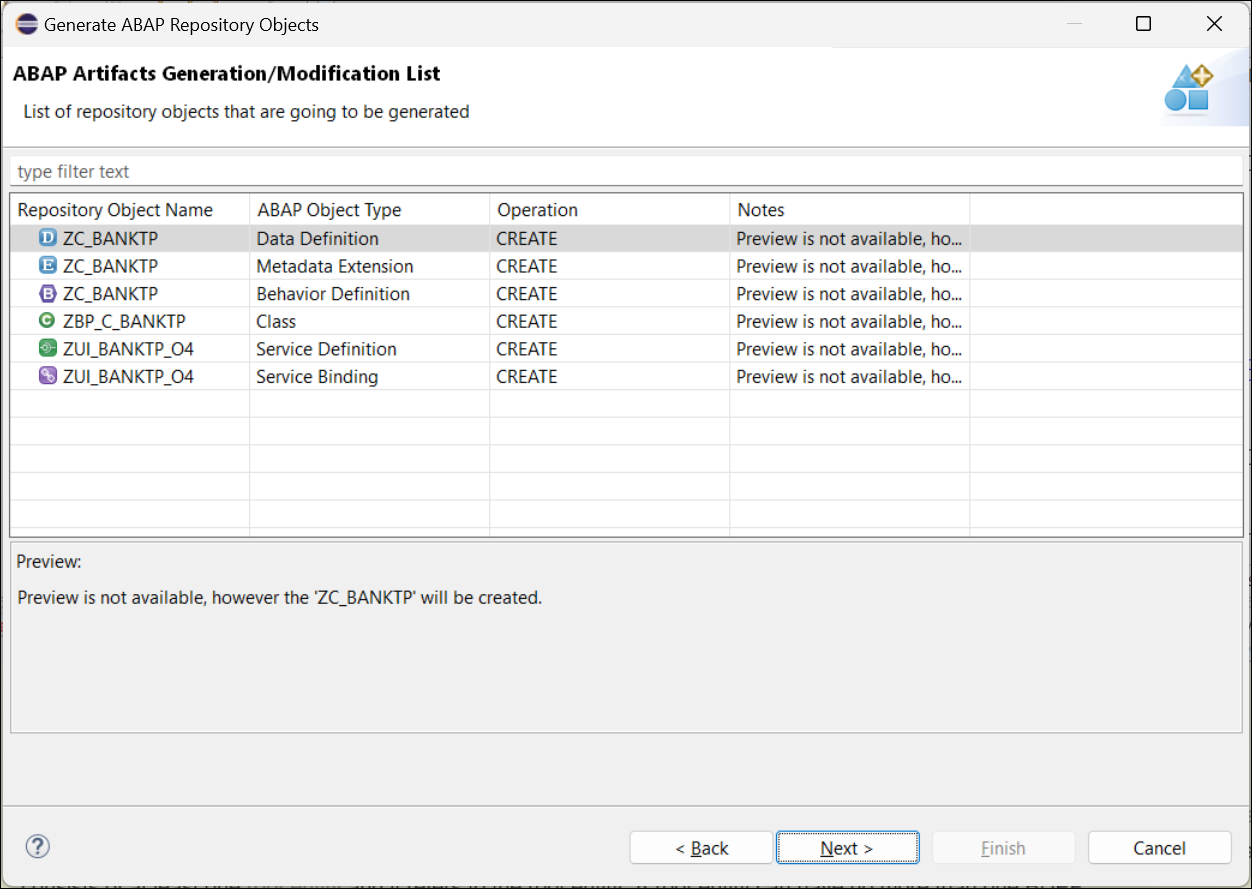 Generate ABAP Repository Objects
ABAP Artifacts Generation/Modification List
List of repository objects that are going to be generated
type filter text
Repository Object Name ABAP Object Type Operation Notes
D ZC_BANKTP Data Definition CREATE Preview is not available, ho...
E ZC_BANKTP Metadata Extension CREATE Preview is not available, ho...
B ZC_BANKTP Behavior Definition CREATE Preview is not available, ho...
C ZBP_C_BANKTP Class CREATE Preview is not available, ho...
ZUI_BANKTP_O4 Service Definition CREATE Preview is not available, ho...
ZUI_BANKTP_O4 Service Binding CREATE Preview is not available, ho...
Preview:
Preview is not available, however the 'ZC_BANKTP' will be created.
? < Back Next > Finish Cancel